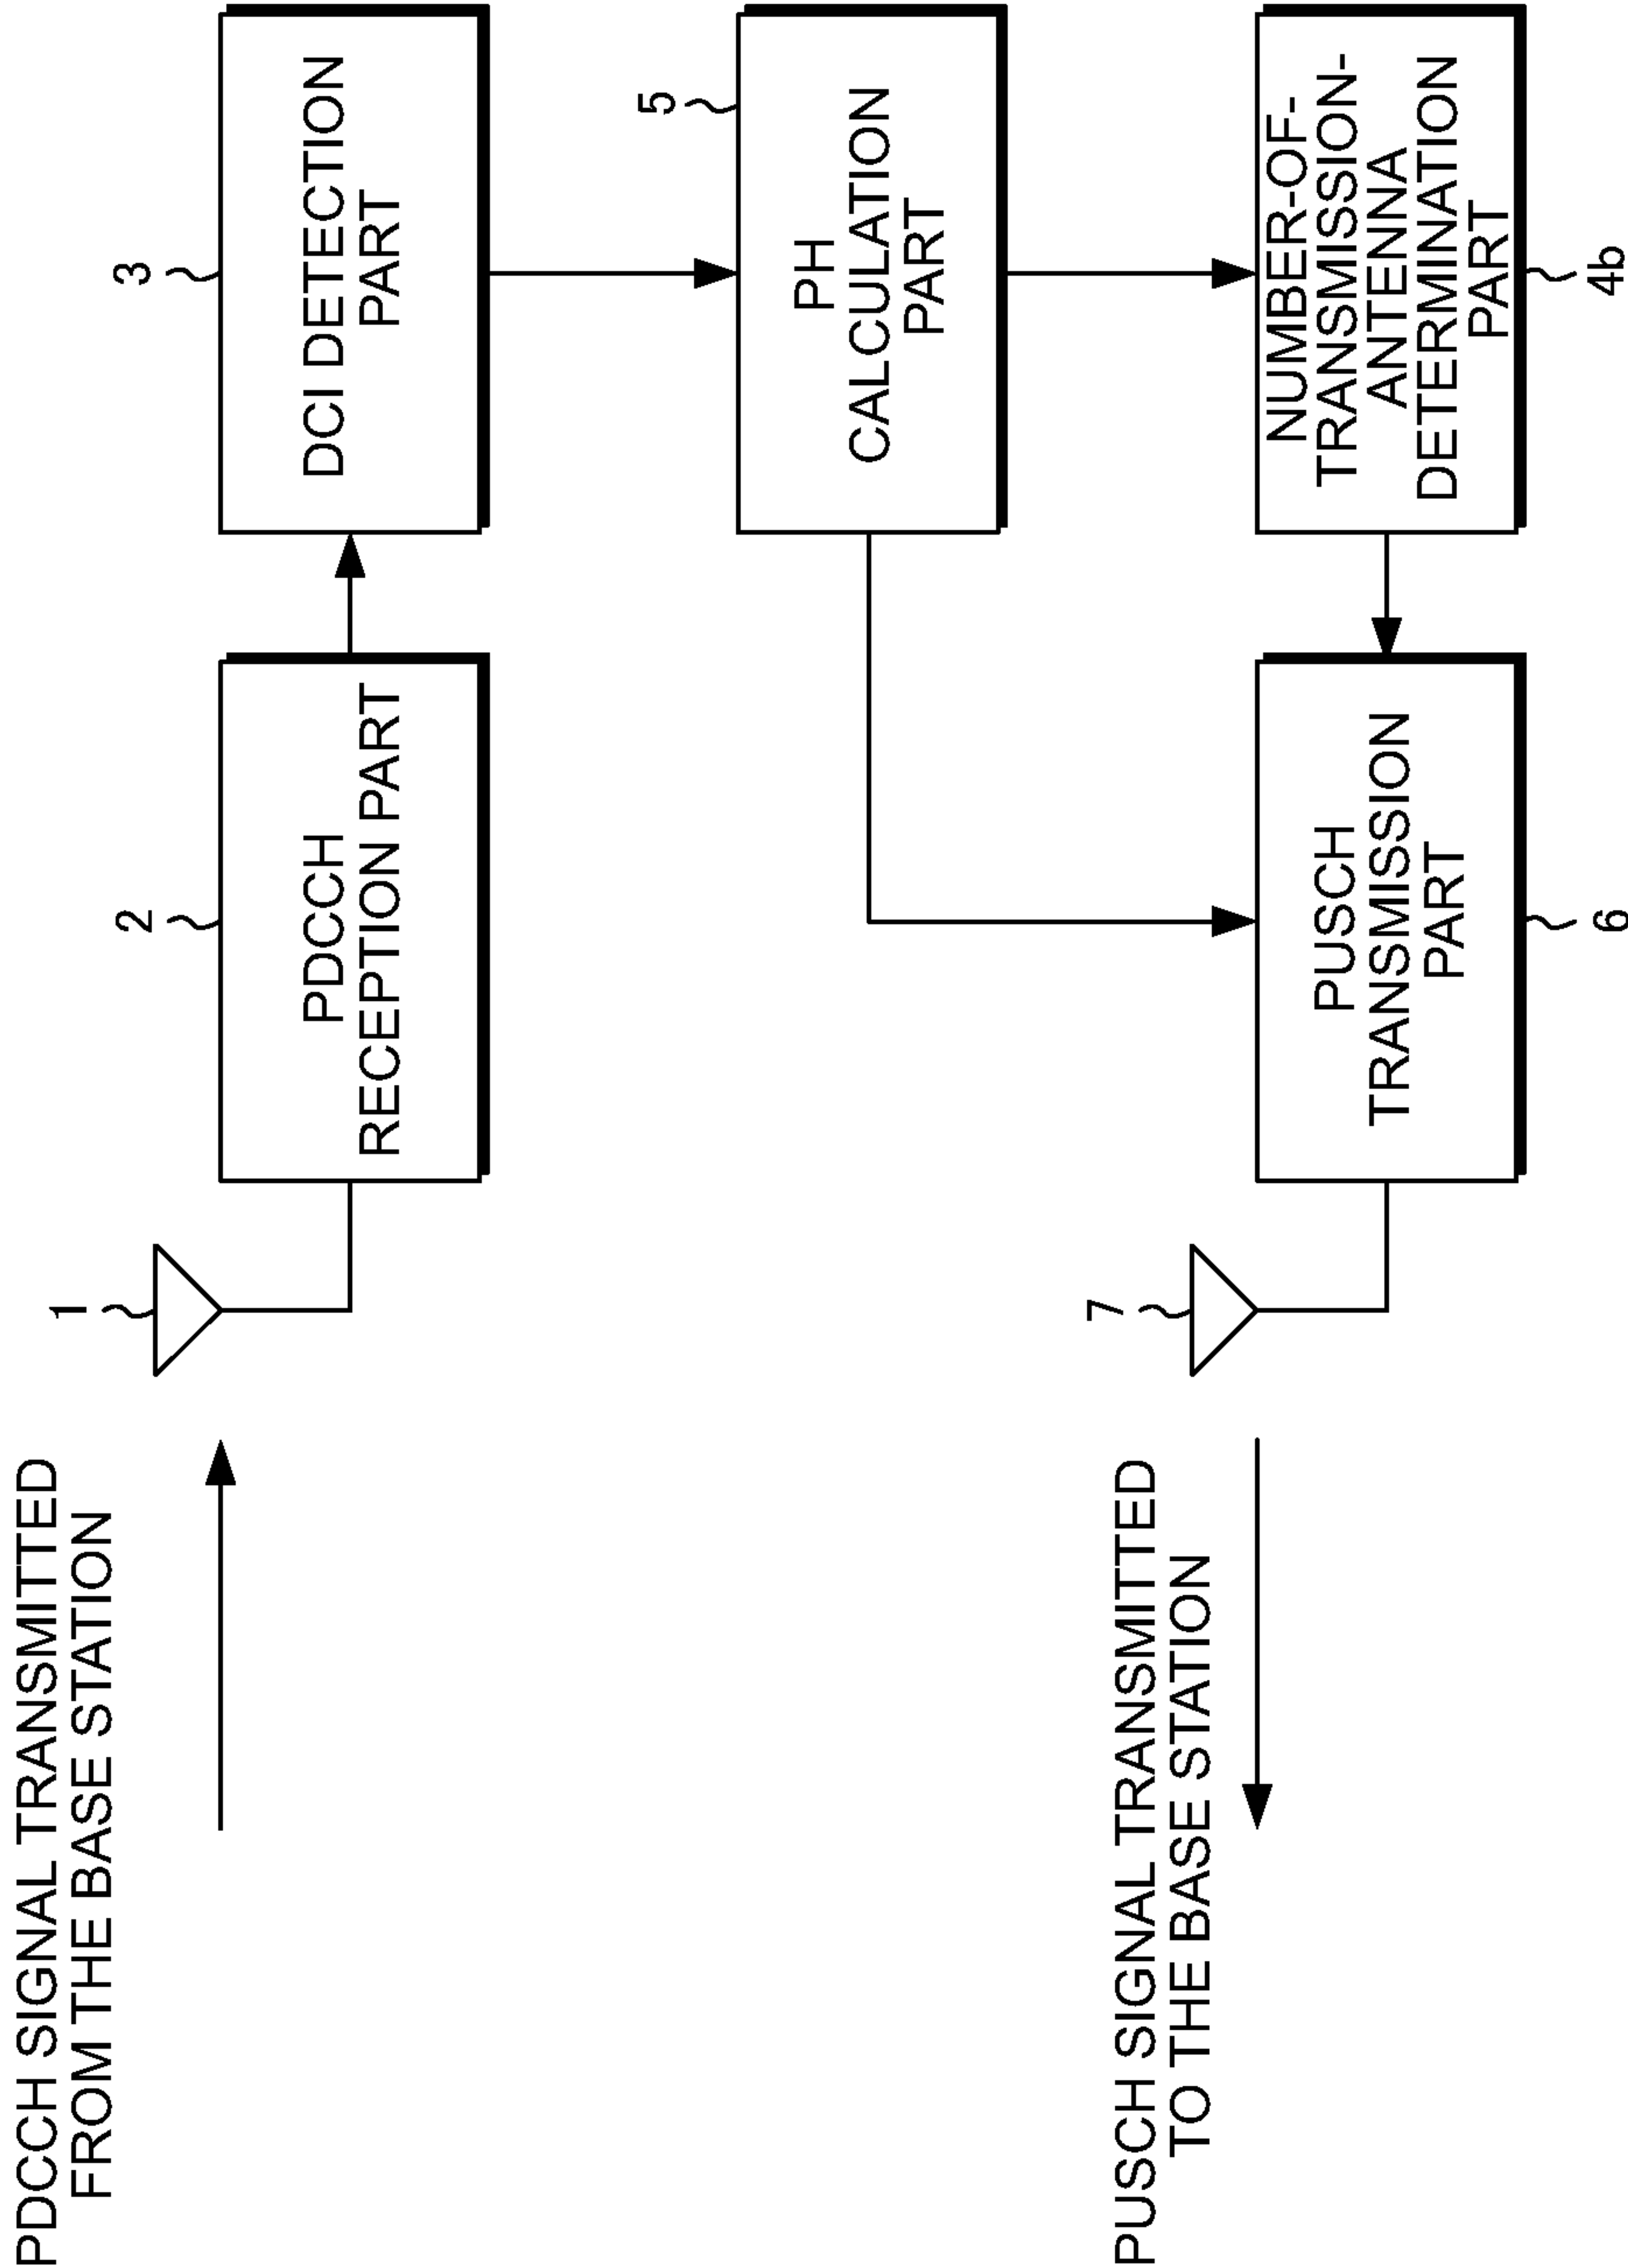 PDCCH SIGNAL TRANSMITTED
FROM THE BASE STATION
1
2
PDCCH
RECEPTION PART
3
DCI DETECTION
PART
5
PH
CALCULATION
PART
PUSCH SIGNAL TRANSMITTED
TO THE BASE STATION
7
PUSCH
TRANSMISSION
PART
6
NUMBER-OF-
TRANSMISSION-
ANTENNA
DETERMINATION
PART
4b